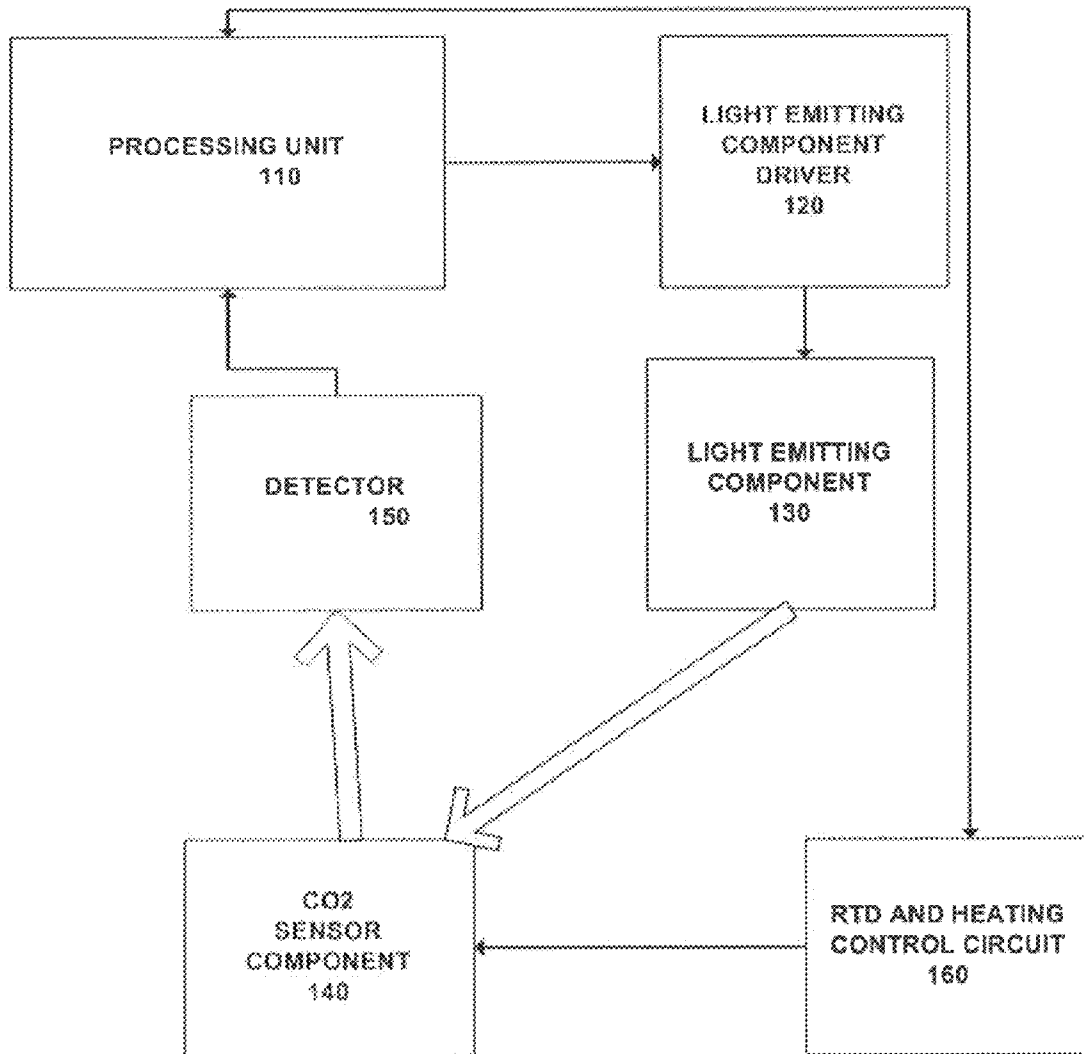 PROCESSING UNIT
110
LIGHT EMITTING
COMPONENT
DRIVER
120
LIGHT EMITTING
COMPONENT
130
DETECTOR
150
CO2
SENSOR
COMPONENT
140
RTD AND HEATING
CONTROL CIRCUIT
160